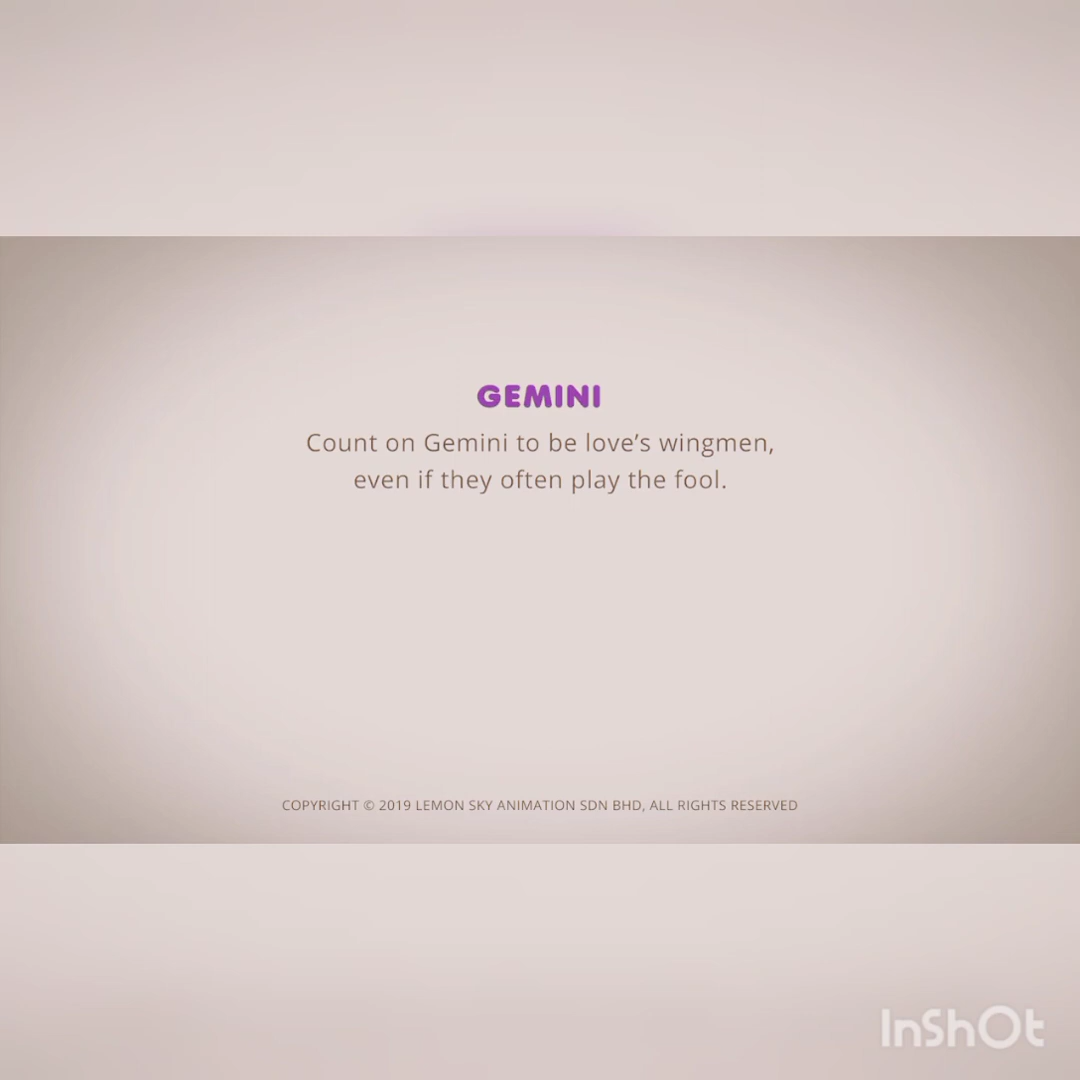 GEMINI
Count on Gemini to be love’s wingmen,
even if they often play the fool.
COPYRIGHT © 2019 LEMON SKY ANIMATION SDN BHD, ALL RIGHTS RESERVED
InShOt